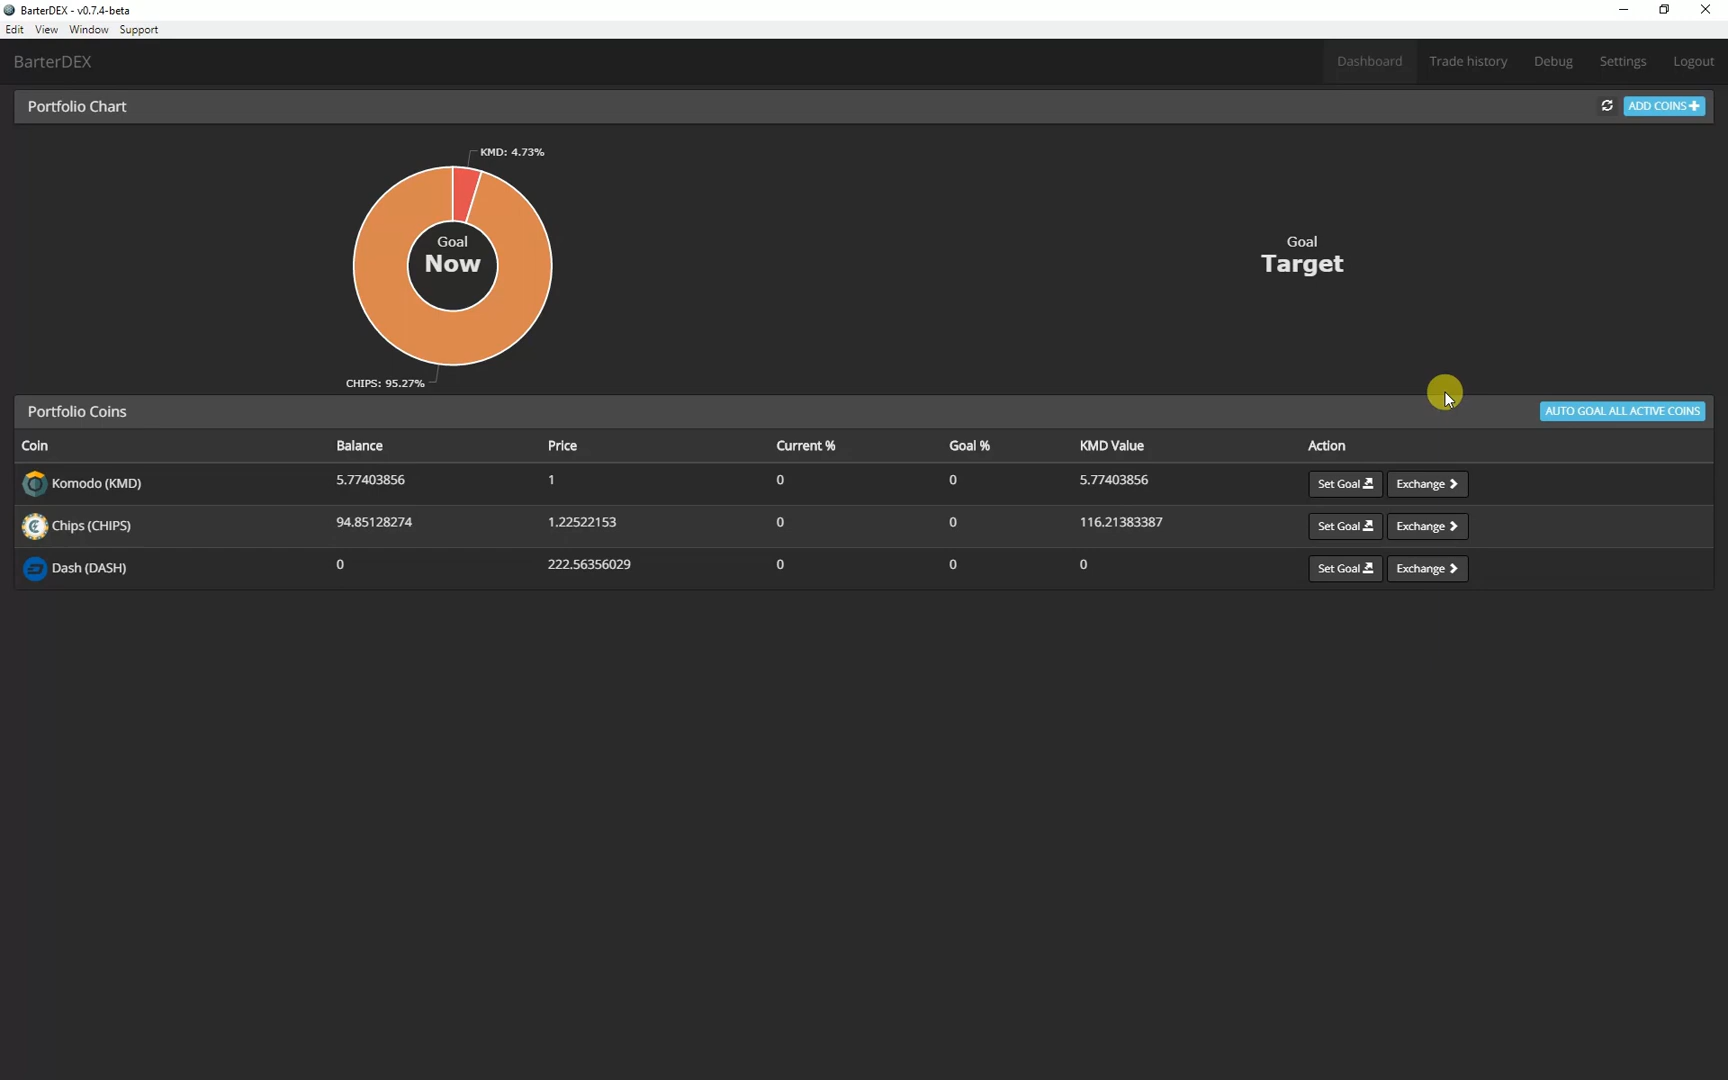 BarterDEX - v0.7.4-beta
Edit View Window Support
BarterDEX Dashboard Trade history Debug Settings Logout
Portfolio Chart ADD COINS
KMD: 4.73%
Goal
Now
Goal
Target
CHIPS: 95.27%
Portfolio Coins AUTO GOAL ALL ACTIVE COINS
Coin Balance Price Current % Goal % KMD Value Action
Komodo (KMD) 5.77403856 1 0 0 5.77403856 Set Goal Exchange
Chips (CHIPS) 94.85128274 1.22522153 0 0 116.21383387 Set Goal Exchange
Dash (DASH) 0 222.56356029 0 0 0 Set Goal Exchange